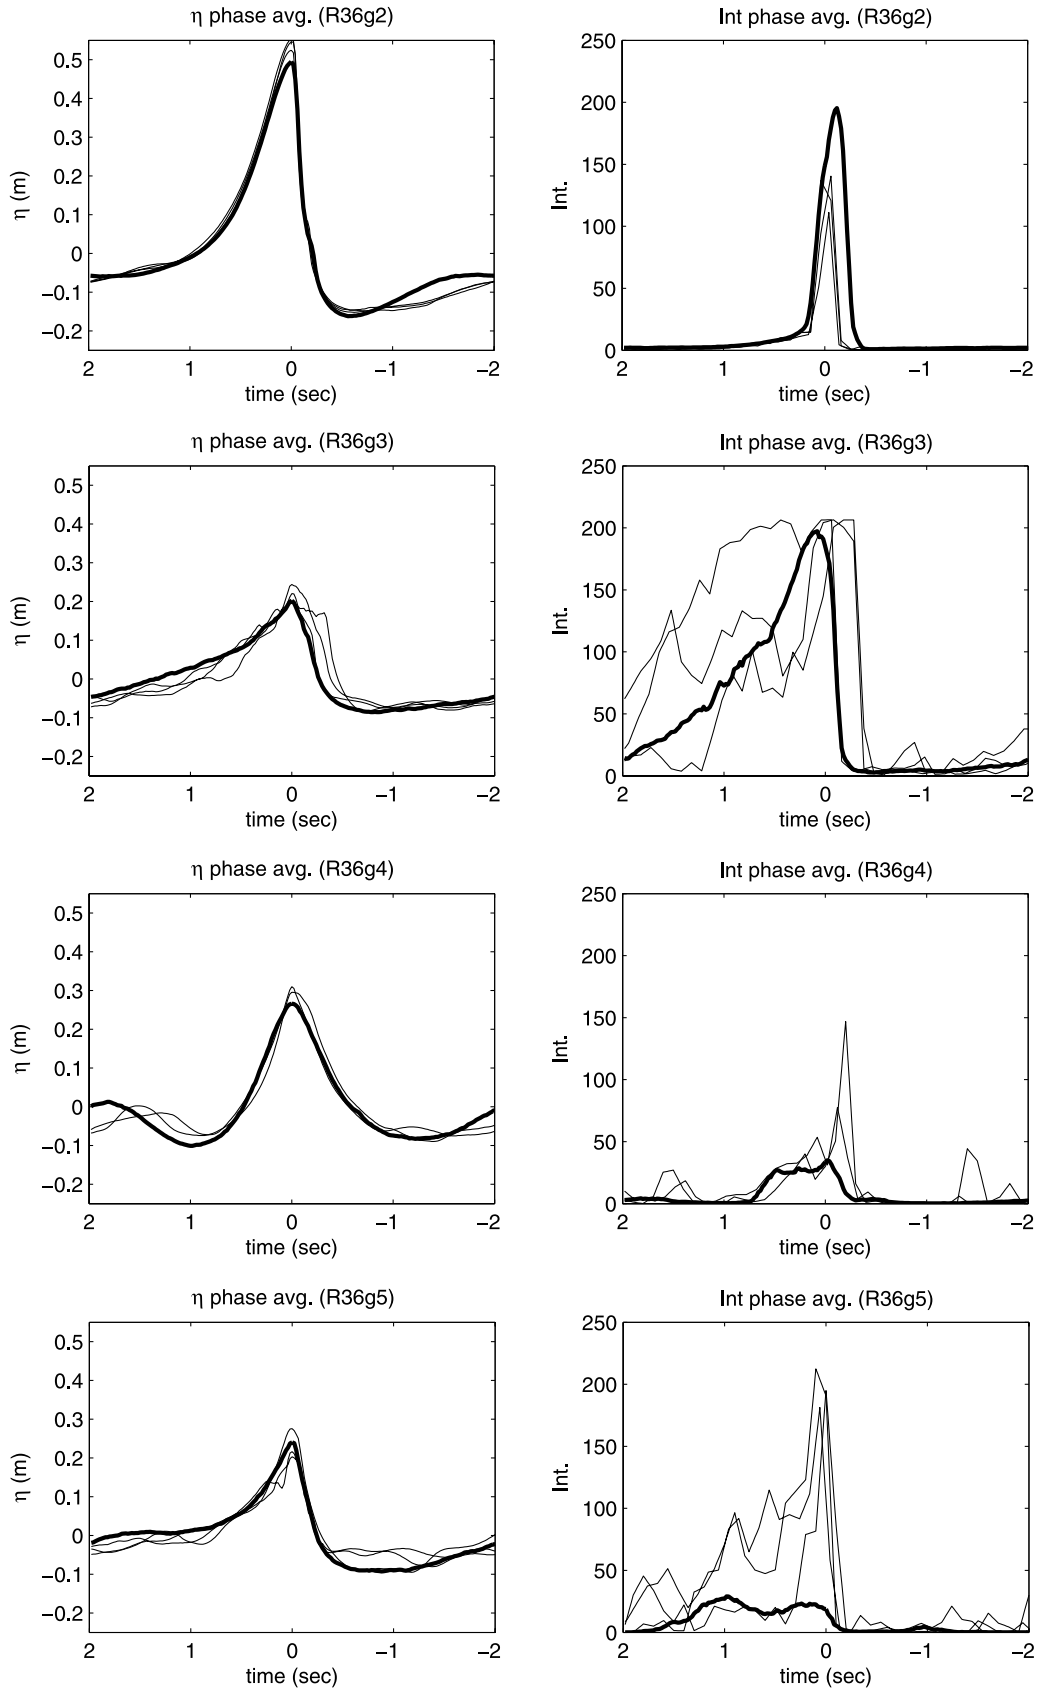 η phase avg. (R36g2)
0.5
0.4
0.3
0.2
0.1
0
−0.1
−0.2
η (m)
2 1 0 −1 −2
time (sec)
Int phase avg. (R36g2)
250
200
150
100
50
0
Int.
2 1 0 −1 −2
time (sec)
η phase avg. (R36g3)
0.5
0.4
0.3
0.2
0.1
0
−0.1
−0.2
η (m)
2 1 0 −1 −2
time (sec)
Int phase avg. (R36g3)
250
200
150
100
50
0
Int.
2 1 0 −1 −2
time (sec)
η phase avg. (R36g4)
0.5
0.4
0.3
0.2
0.1
0
−0.1
−0.2
η (m)
2 1 0 −1 −2
time (sec)
Int phase avg. (R36g4)
250
200
150
100
50
0
Int.
2 1 0 −1 −2
time (sec)
η phase avg. (R36g5)
0.5
0.4
0.3
0.2
0.1
0
−0.1
−0.2
η (m)
2 1 0 −1 −2
time (sec)
Int phase avg. (R36g5)
250
200
150
100
50
0
Int.
2 1 0 −1 −2
time (sec)